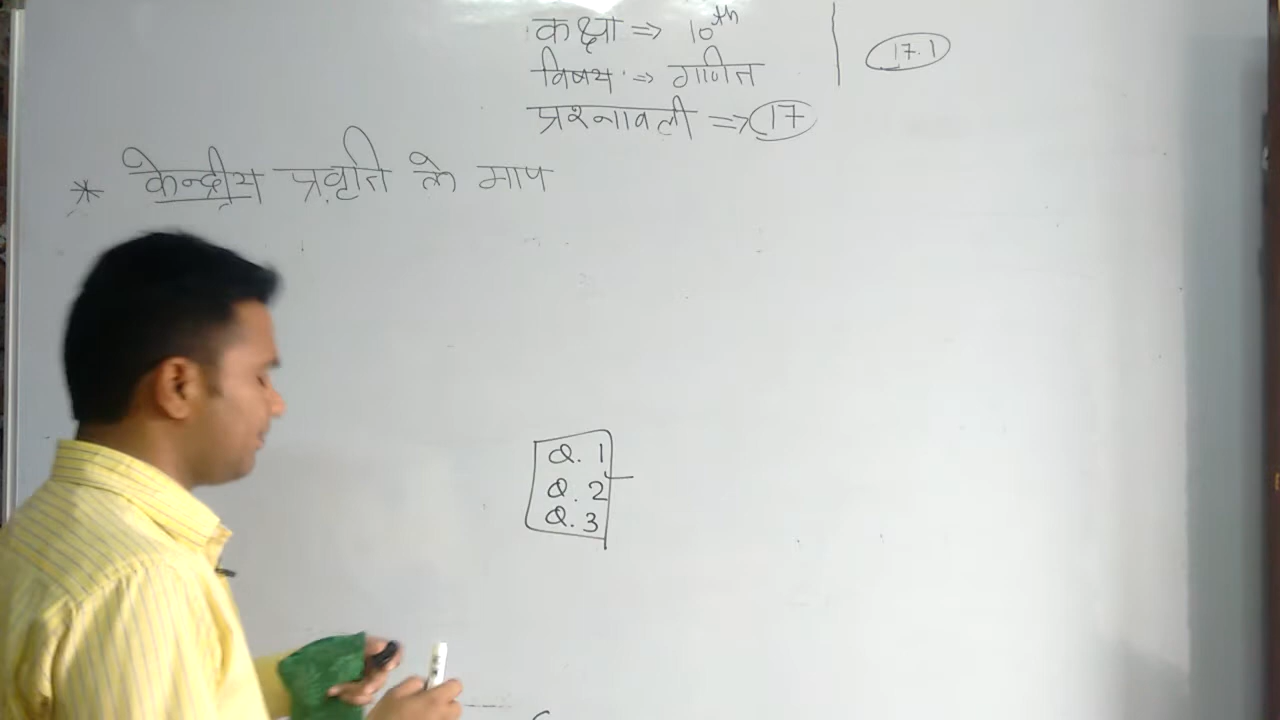 कक्षा ⇒ 10th
17.1
विषय ⇒ गणित
प्रश्नावली ⇒ 17
* केन्द्रीय प्रवृत्ति के माप
Q. 1
Q. 2
Q. 3